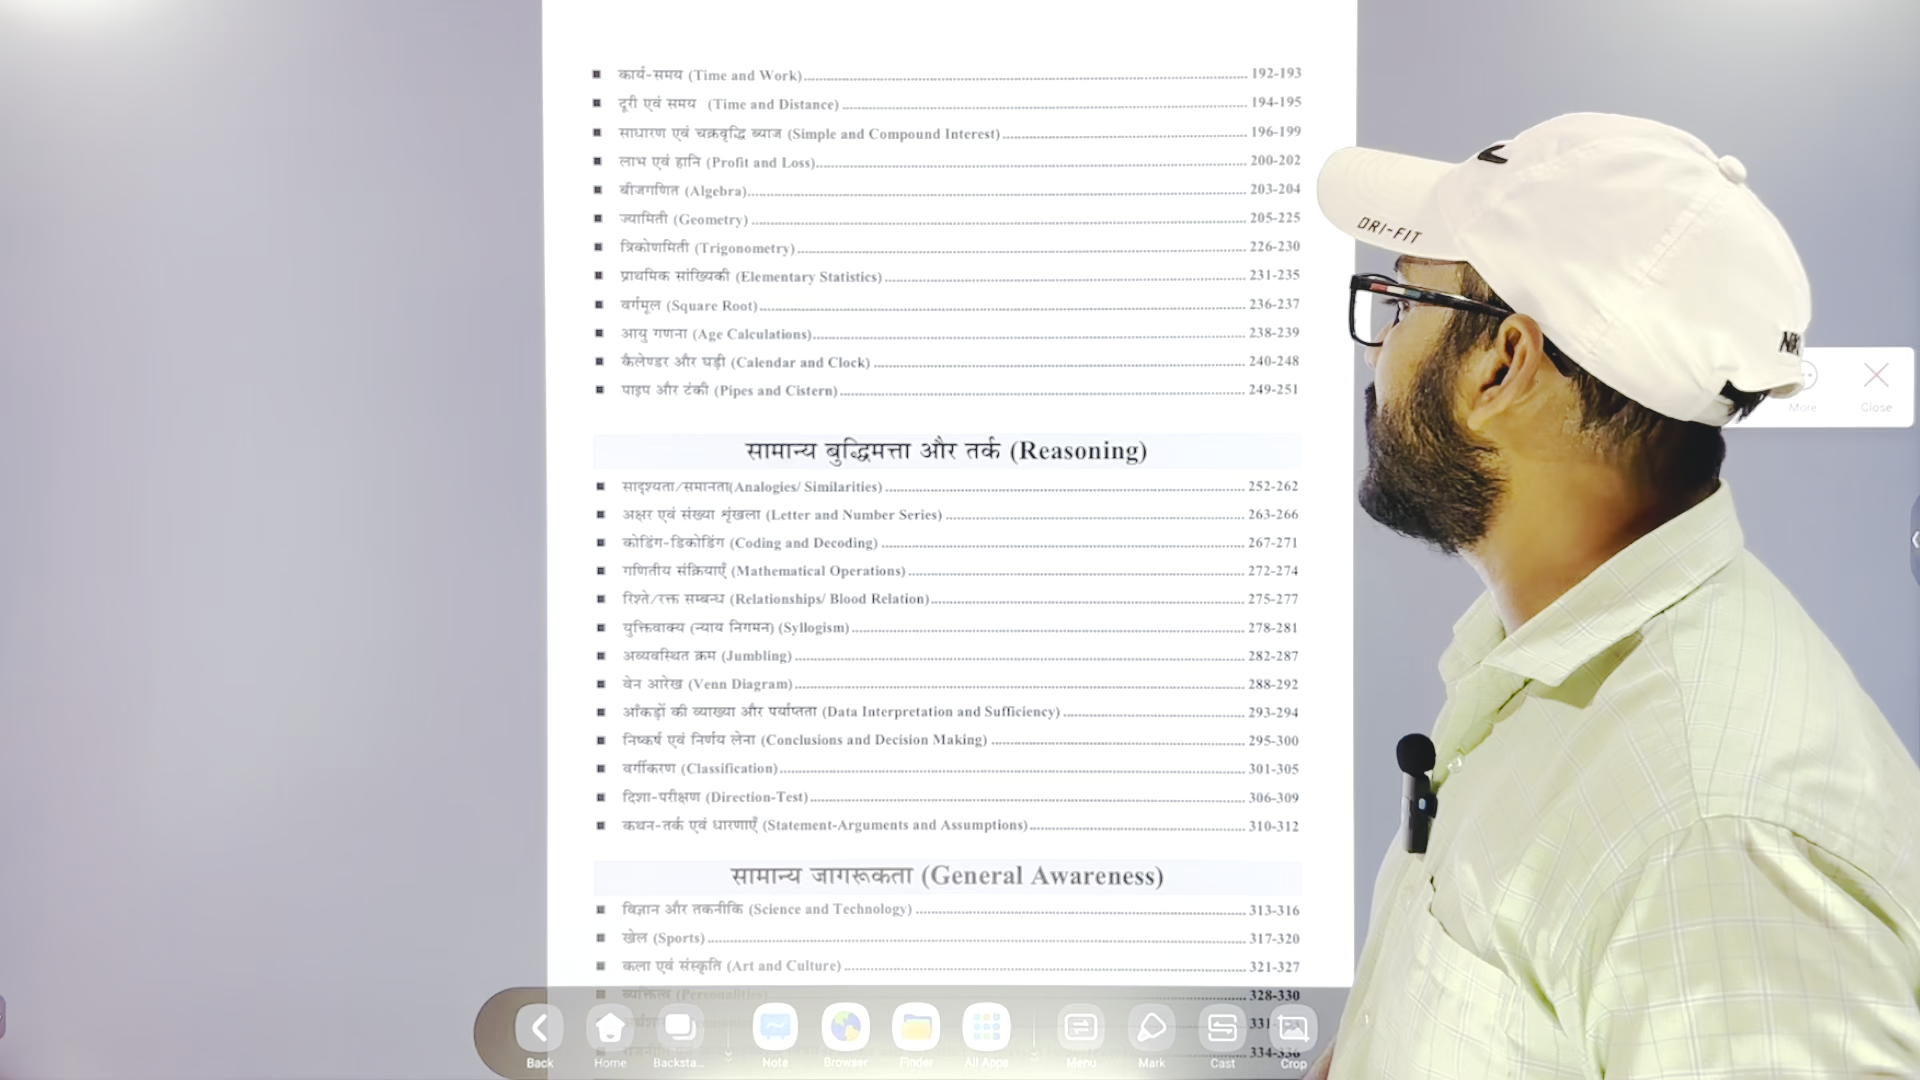 ■ कार्य-समय (Time and Work) 192-193
■ दूरी एवं समय (Time and Distance) 194-195
■ साधारण एवं चक्रवृद्धि ब्याज (Simple and Compound Interest) 196-199
■ लाभ एवं हानि (Profit and Loss) 200-202
■ बीजगणित (Algebra) 203-204
■ ज्यामिती (Geometry) 205-225
■ त्रिकोणमिती (Trigonometry) 226-230
■ प्राथमिक सांख्यिकी (Elementary Statistics) 231-235
■ वर्गमूल (Square Root) 236-237
■ आयु गणना (Age Calculations) 238-239
■ कैलेण्डर और घड़ी (Calendar and Clock) 240-248
■ पाइप और टंकी (Pipes and Cistern) 249-251
सामान्य बुद्धिमत्ता और तर्क (Reasoning)
■ सादृश्यता/समानता(Analogies/ Similarities) 252-262
■ अक्षर एवं संख्या शृंखला (Letter and Number Series) 263-266
■ कोडिंग-डिकोडिंग (Coding and Decoding) 267-271
■ गणितीय संक्रियाएँ (Mathematical Operations) 272-274
■ रिश्ते/रक्त सम्बन्ध (Relationships/ Blood Relation) 275-277
■ युक्तिवाक्य (न्याय निगमन) (Syllogism) 278-281
■ अव्यवस्थित क्रम (Jumbling) 282-287
■ वेन आरेख (Venn Diagram) 288-292
■ आँकड़ों की व्याख्या और पर्याप्तता (Data Interpretation and Sufficiency) 293-294
■ निष्कर्ष एवं निर्णय लेना (Conclusions and Decision Making) 295-300
■ वर्गीकरण (Classification) 301-305
■ दिशा-परीक्षण (Direction-Test) 306-309
■ कथन-तर्क एवं धारणाएँ (Statement-Arguments and Assumptions) 310-312
सामान्य जागरूकता (General Awareness)
■ विज्ञान और तकनीकि (Science and Technology) 313-316
■ खेल (Sports) 317-320
■ कला एवं संस्कृति (Art and Culture) 321-327
■ व्यक्तित्व (Personalities) 328-330
DRI-FIT
More Close
Back Home Backsta... Note Browser Finder All Apps Menu Mark Cast Crop